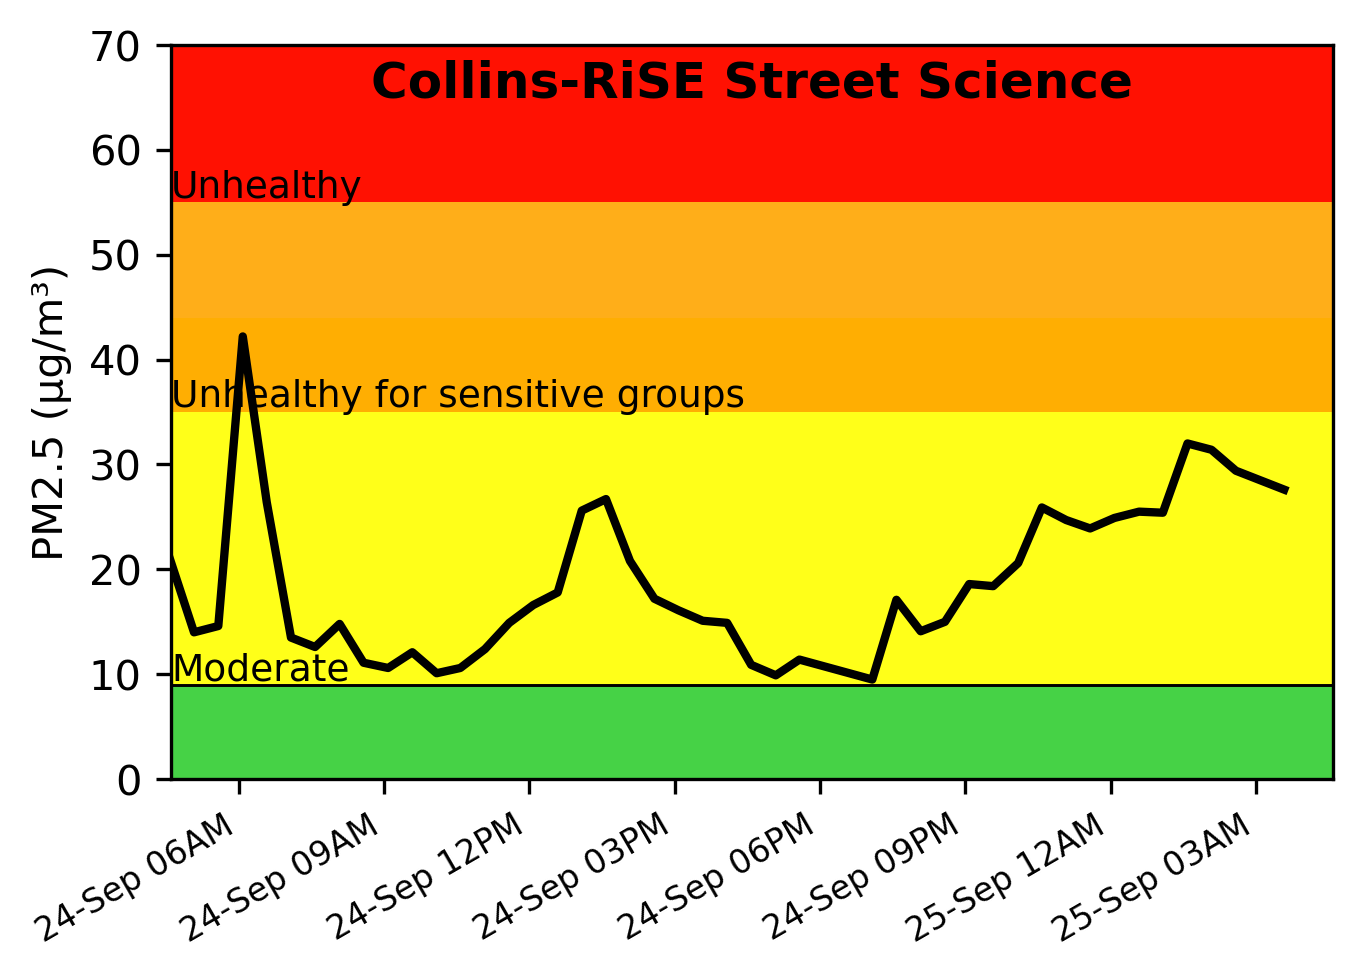 Collins-RiSE Street Science
70
60
Unhealthy
50
40
Unhealthy for sensitive groups
30
20
10
Moderate
0
PM2.5 (µg/m³)
24-Sep 06AM
24-Sep 09AM
24-Sep 12PM
24-Sep 03PM
24-Sep 06PM
24-Sep 09PM
25-Sep 12AM
25-Sep 03AM